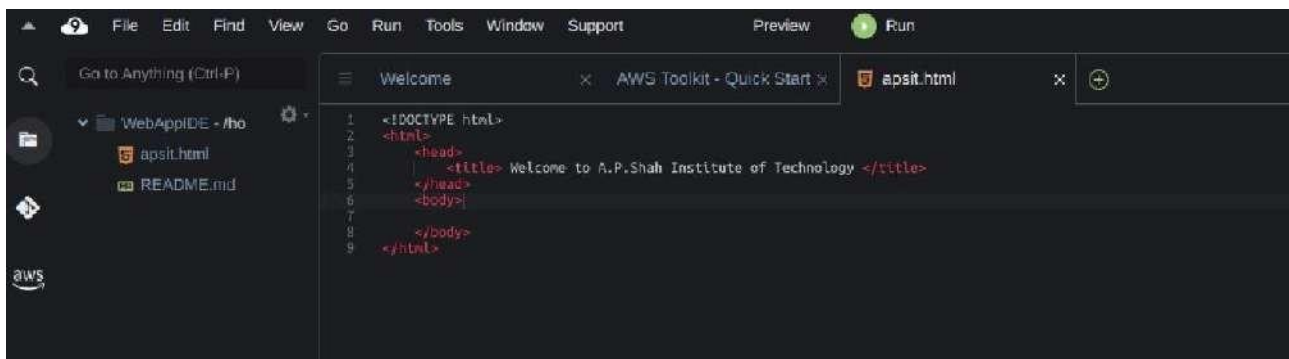 File Edit Find View Go Run Tools Window Support Preview Run
Go to Anything (Ctrl-P)
Welcome AWS Toolkit - Quick Start apsit.html
WebAppIDE - /ho
apsit.html
README.md
aws
1 <!DOCTYPE html>
2 <html>
3 <head>
4 <title> Welcome to A.P.Shah Institute of Technology </title>
5 </head>
6 <body>
7
8 </body>
9 </html>